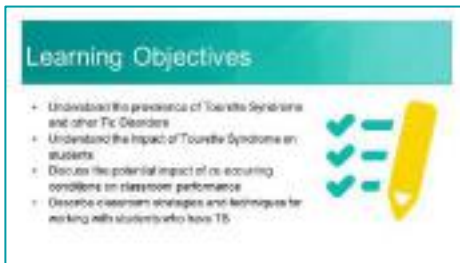 Learning Objectives
• Understand the prevalence of Tourette Syndrome
and other Tic Disorders
• Understand the impact of Tourette Syndrome on
students
• Discuss the potential impact of co-occurring
conditions on classroom performance
• Describe classroom strategies and techniques for
working with students who have TS